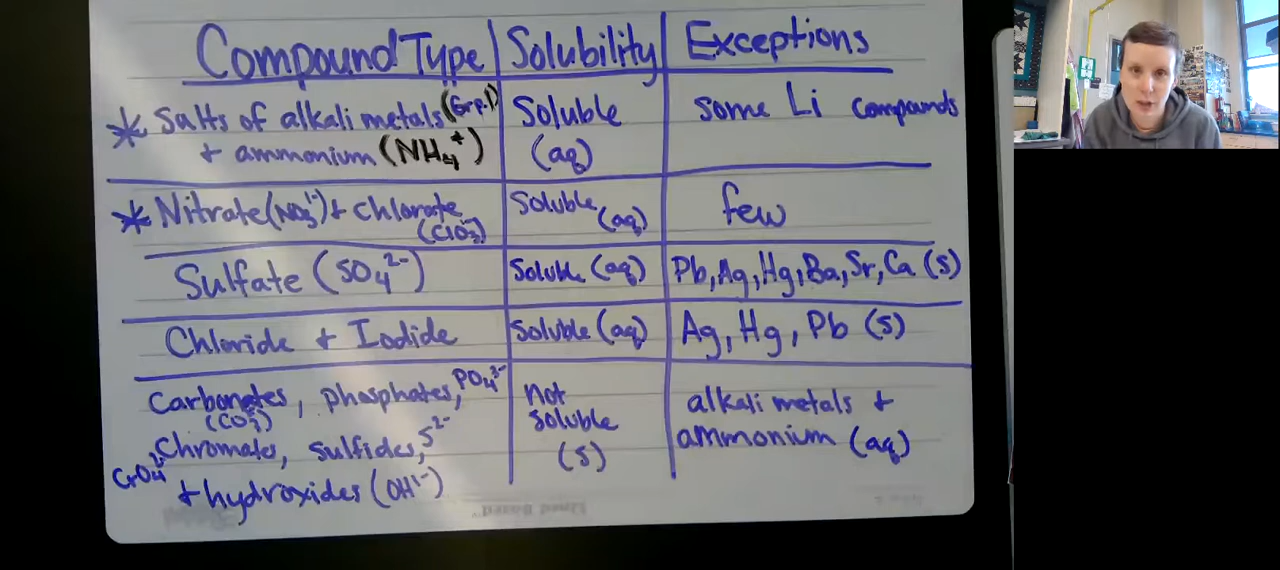 Compound Type Solubility Exceptions
* Salts of alkali metals (Grp.1) Soluble some Li compounds
+ ammonium (NH₄⁺) (aq)
* Nitrate (NO₃¹⁻) + chlorate Soluble (aq) few
(ClO₃⁻)
Sulfate (SO₄²⁻) Soluble (aq) Pb, Ag, Hg, Ba, Sr, Ca (s)
Chloride + Iodide Soluble (aq) Ag, Hg, Pb (s)
Carbonates, phosphates, PO₄³⁻ not alkali metals +
(CO₃²⁻) soluble ammonium (aq)
Chromates, sulfides, S²⁻ (s)
CrO₄²⁻ + hydroxides (OH¹⁻)